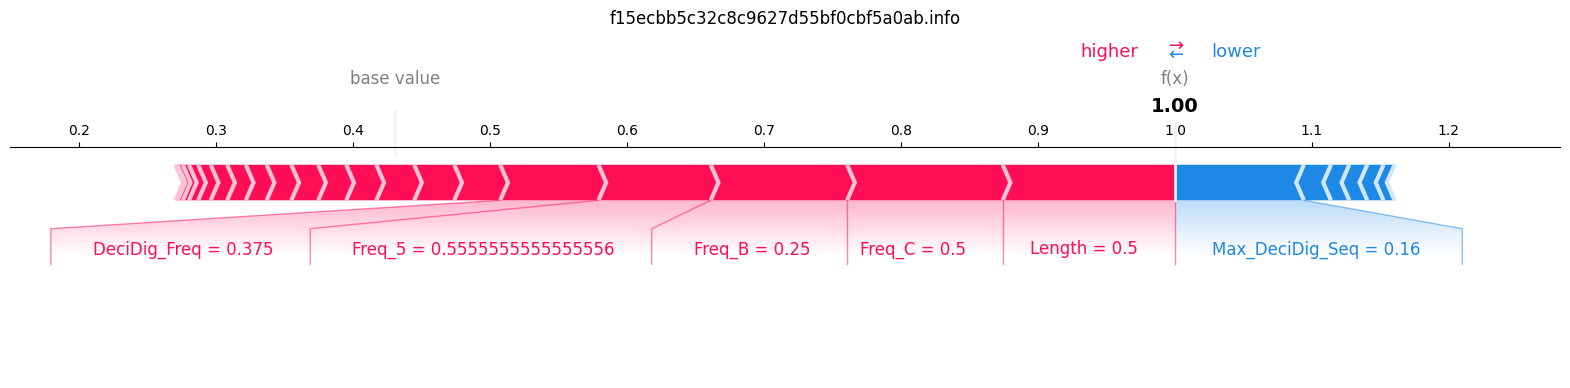 f15ecbb5c32c8c9627d55bf0cbf5a0ab.info
higher ⇄ lower
base value f(x)
1.00
0.2 0.3 0.4 0.5 0.6 0.7 0.8 0.9 1.0 1.1 1.2
DeciDig_Freq = 0.375 Freq_5 = 0.5555555555555556 Freq_B = 0.25 Freq_C = 0.5 Length = 0.5 Max_DeciDig_Seq = 0.16